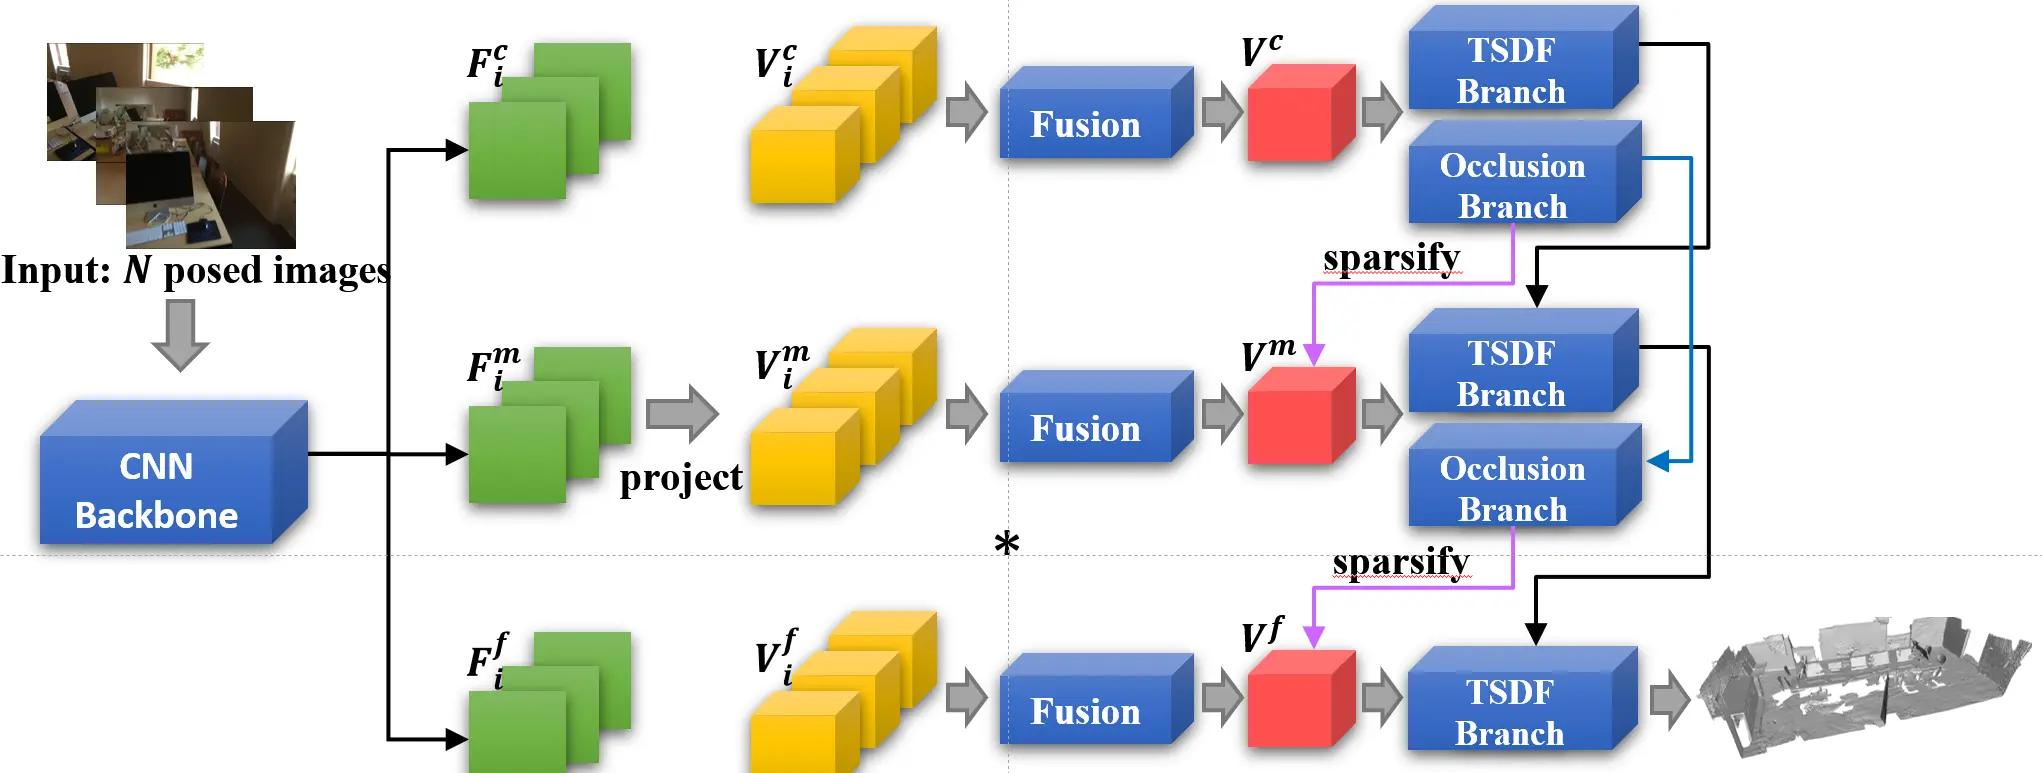 F_i^c
V_i^c
V^c
TSDF
Branch
Fusion
Occlusion
Branch
Input: N posed images
sparsify
F_i^m
V_i^m
V^m
TSDF
Branch
Fusion
project
CNN
Backbone
Occlusion
Branch
*
sparsify
F_i^f
V_i^f
V^f
Fusion
TSDF
Branch